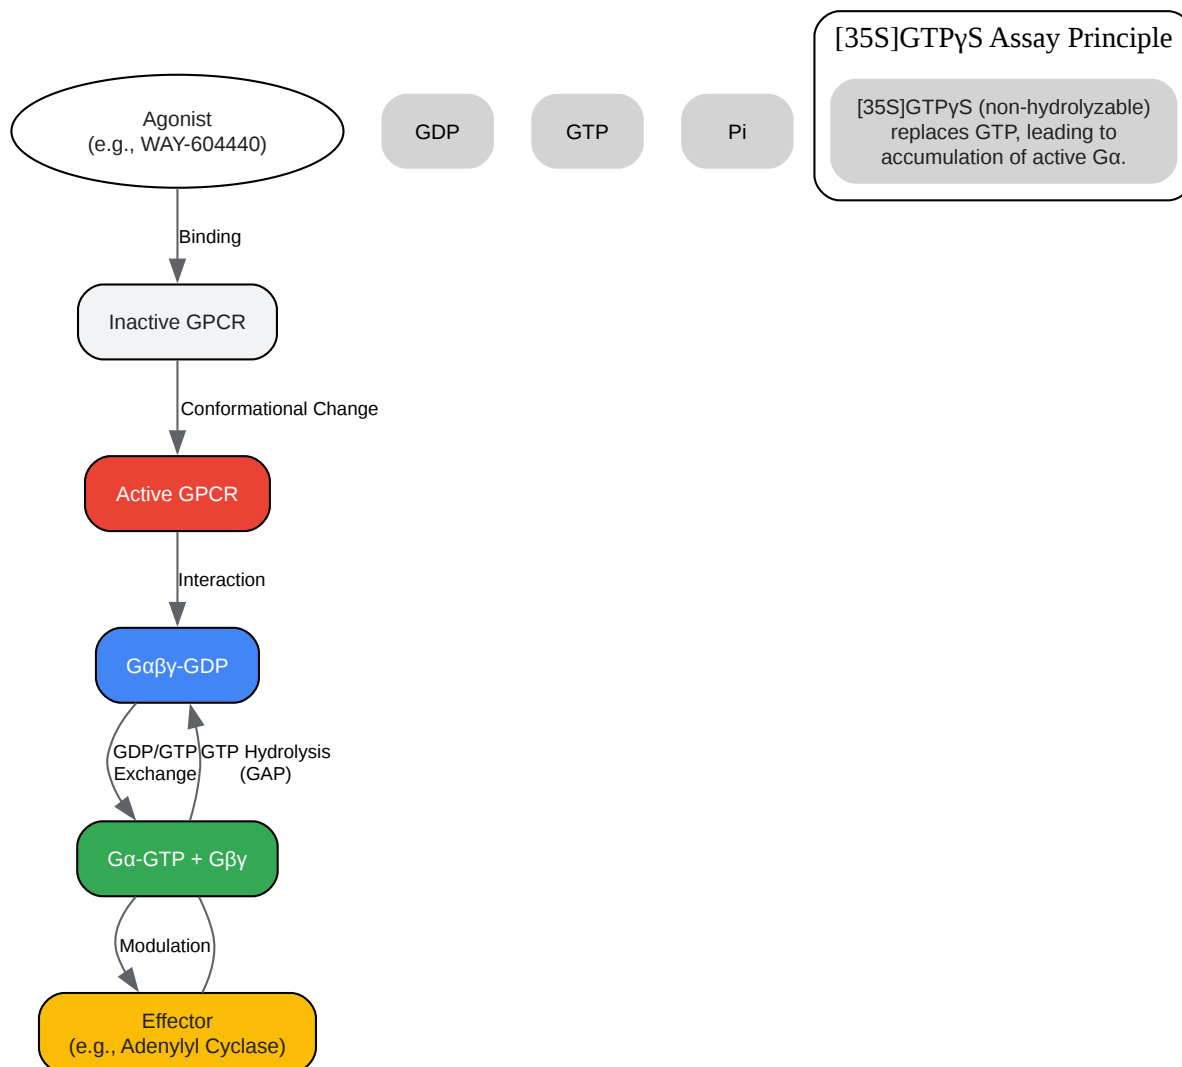 [35S]GTPγS Assay Principle
Agonist
(e.g., WAY-604440)
GDP
GTP
Pi
[35S]GTPγS (non-hydrolyzable)
replaces GTP, leading to
accumulation of active Gα.
Binding
Inactive GPCR
Conformational Change
Active GPCR
Interaction
Gαβγ-GDP
GDP/GTP
Exchange
GTP Hydrolysis
(GAP)
Gα-GTP + Gβγ
Modulation
Effector
(e.g., Adenylyl Cyclase)